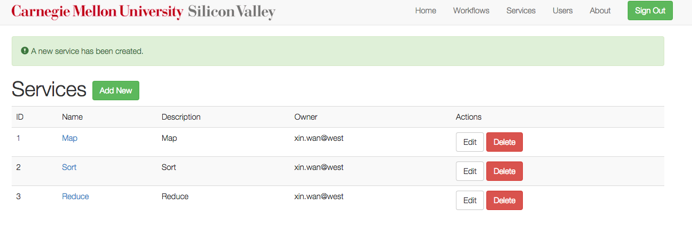 Carnegie Mellon University Silicon Valley Home Workflows Services Users About Sign Out
A new service has been created.
Services Add New
ID Name Description Owner Actions
1 Map Map xin.wan@west Edit Delete
2 Sort Sort xin.wan@west Edit Delete
3 Reduce Reduce xin.wan@west Edit Delete